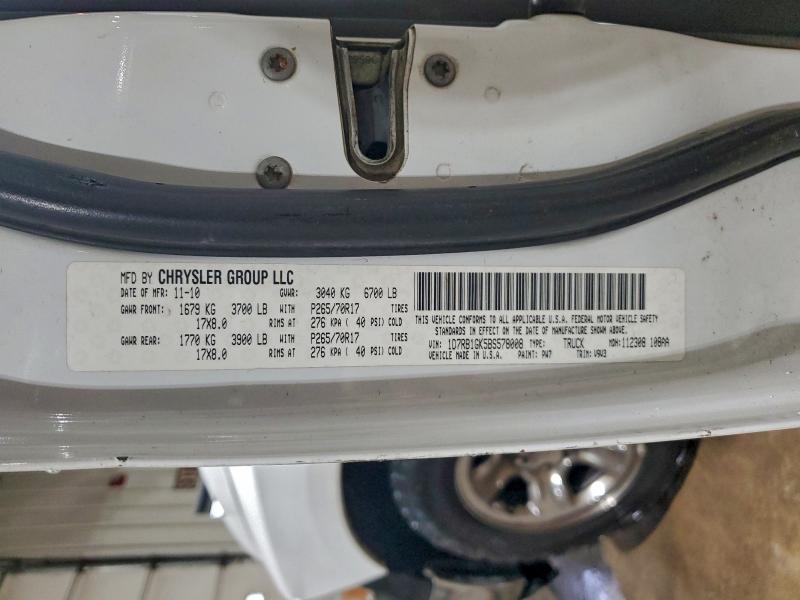 MFD BY CHRYSLER GROUP LLC
DATE OF MFR: 11-10 GVWR: 3040 KG 6700 LB
GAWR FRONT: 1679 KG 3700 LB WITH P265/70R17 TIRES
17X8.0 RIMS AT 276 KPA ( 40 PSI) COLD
GAWR REAR: 1770 KG 3900 LB WITH P265/70R17 TIRES
17X8.0 RIMS AT 276 KPA ( 40 PSI) COLD
THIS VEHICLE CONFORMS TO ALL APPLICABLE U.S.A. FEDERAL MOTOR VEHICLE SAFETY
STANDARDS IN EFFECT ON THE DATE OF MANUFACTURE SHOWN ABOVE.
VIN: 1D7RB1GK5BS578008 TYPE: TRUCK MDH: 112308 108AA
VEHICLE MADE IN U.S.A. PAINT: PW7 TRIM: V9V3